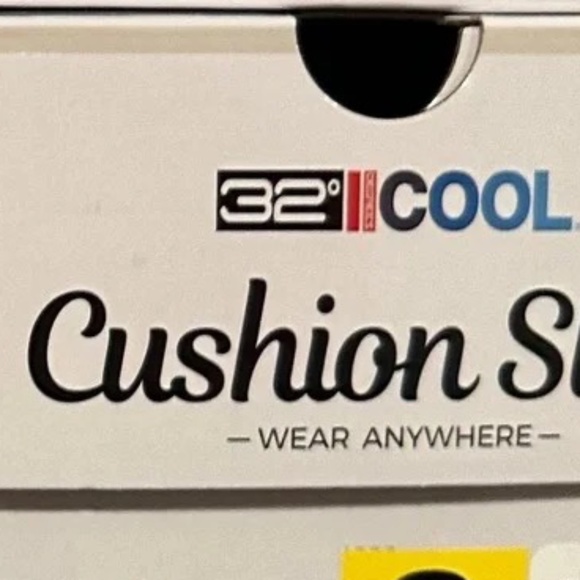 32° COOL
Cushion
— WEAR ANYWHERE —